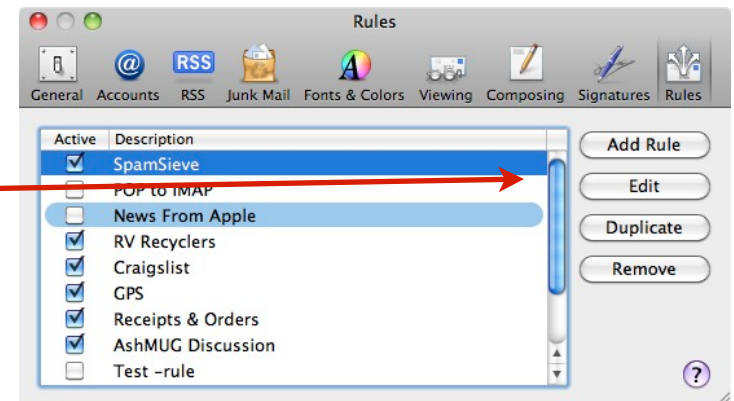 Rules
General Accounts RSS Junk Mail Fonts & Colors Viewing Composing Signatures Rules
RSS
@
A
Active Description
SpamSieve
POP to IMAP
News From Apple
RV Recyclers
Craigslist
GPS
Receipts & Orders
AshMUG Discussion
Test -rule
Add Rule
Edit
Duplicate
Remove
?